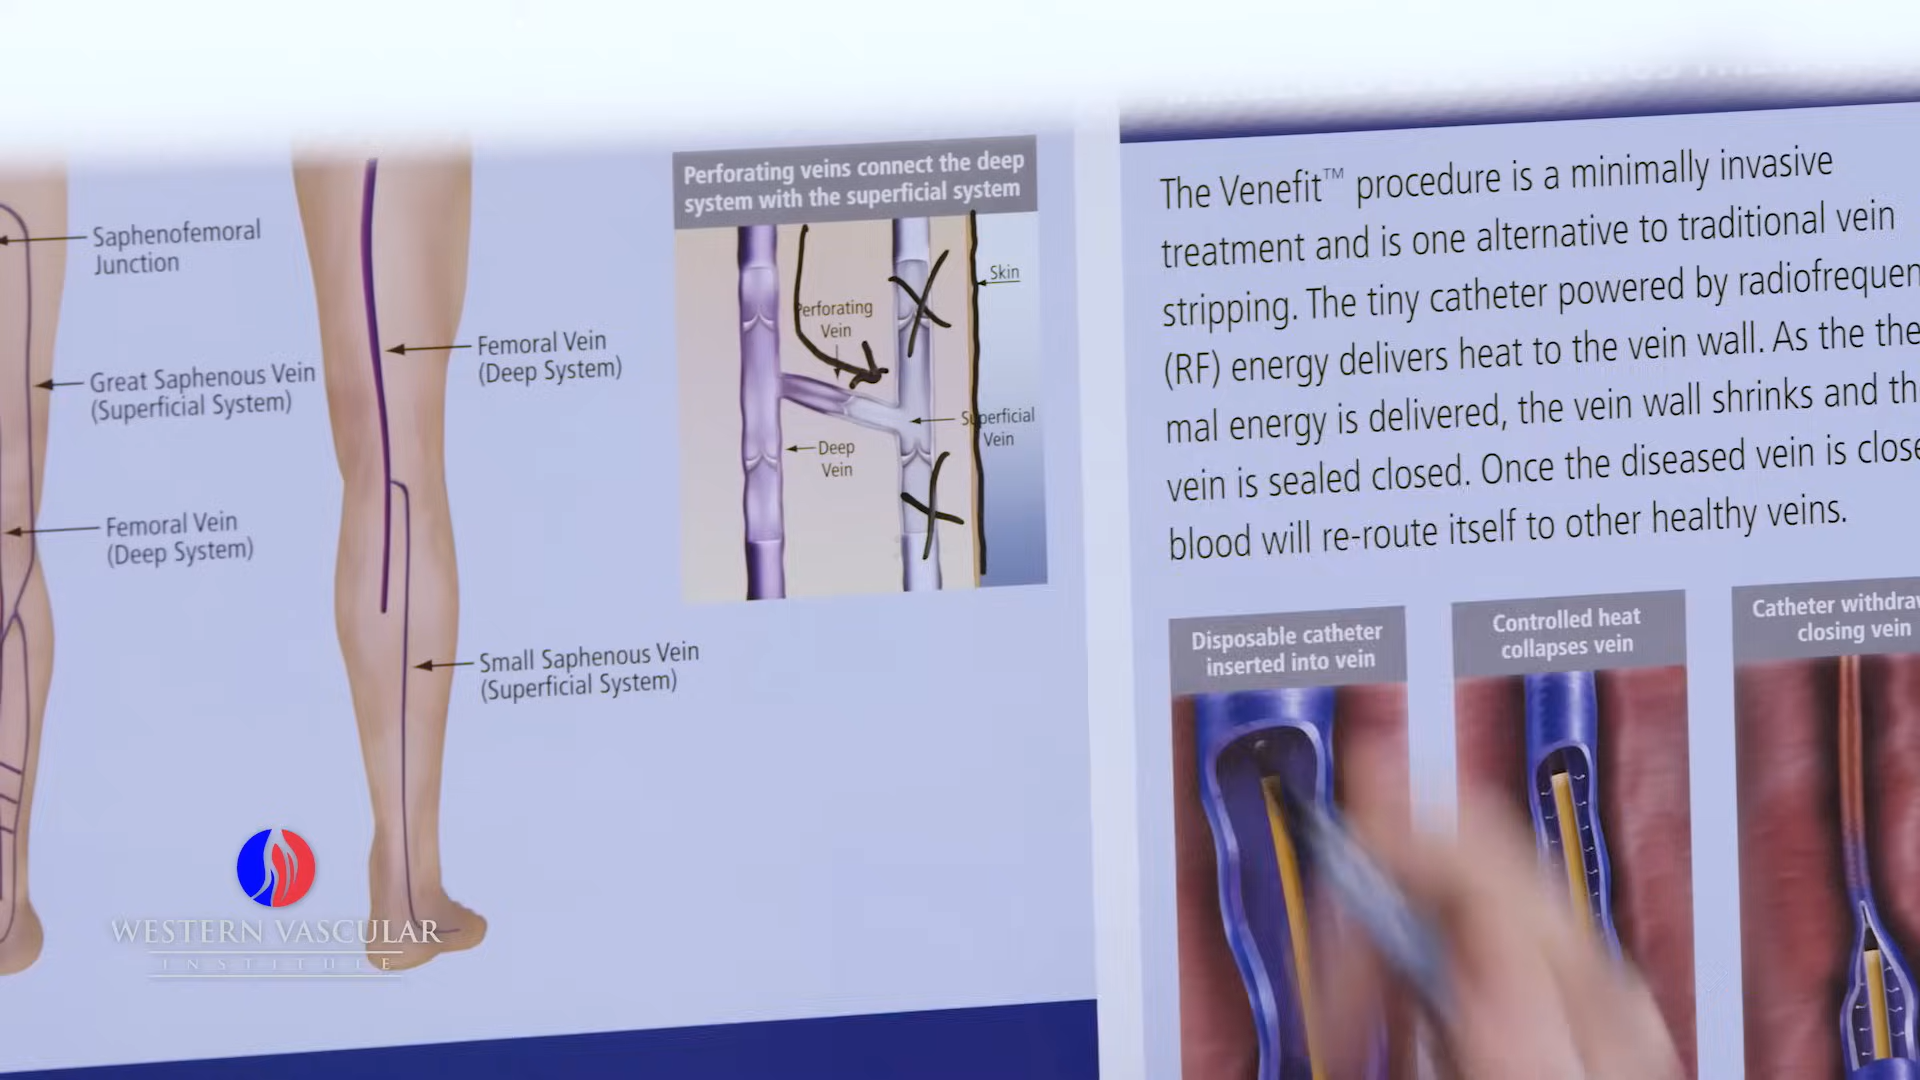 Saphenofemoral
Junction
Great Saphenous Vein
(Superficial System)
Femoral Vein
(Deep System)
Femoral Vein
(Deep System)
Small Saphenous Vein
(Superficial System)
Perforating veins connect the deep
system with the superficial system
Skin
Perforating
Vein
Superficial
Vein
Deep
Vein
The Venefit™ procedure is a minimally invasive
treatment and is one alternative to traditional vein
stripping. The tiny catheter powered by radiofrequen
(RF) energy delivers heat to the vein wall. As the the
mal energy is delivered, the vein wall shrinks and th
vein is sealed closed. Once the diseased vein is close
blood will re-route itself to other healthy veins.
Disposable catheter
inserted into vein
Controlled heat
collapses vein
Catheter withdraw
closing vein
WESTERN VASCULAR
INSTITUTE